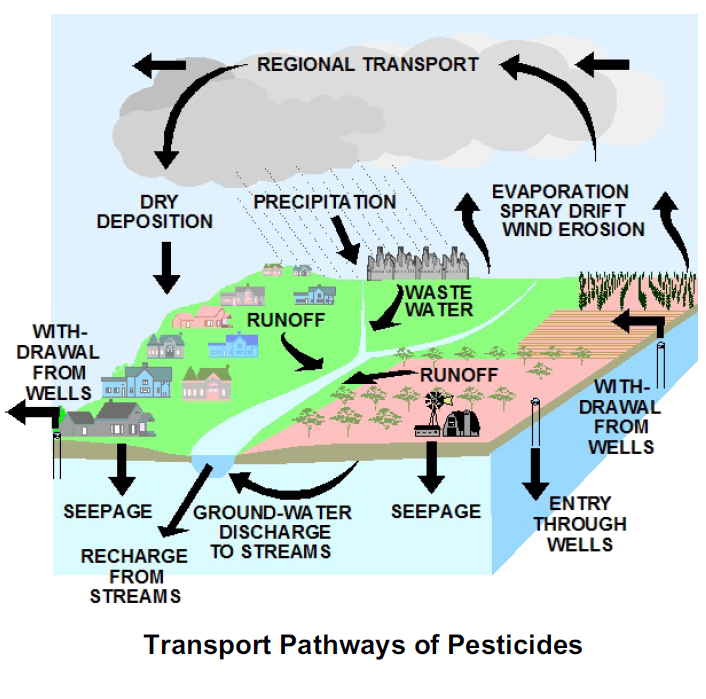 REGIONAL TRANSPORT
DRY
DEPOSITION
PRECIPITATION
EVAPORATION
SPRAY DRIFT
WIND EROSION
WASTE
WATER
RUNOFF
WITH-
DRAWAL
FROM
WELLS
RUNOFF
WITH-
DRAWAL
FROM
WELLS
SEEPAGE
GROUND-WATER
DISCHARGE
TO STREAMS
SEEPAGE
ENTRY
THROUGH
WELLS
RECHARGE
FROM
STREAMS
Transport Pathways of Pesticides